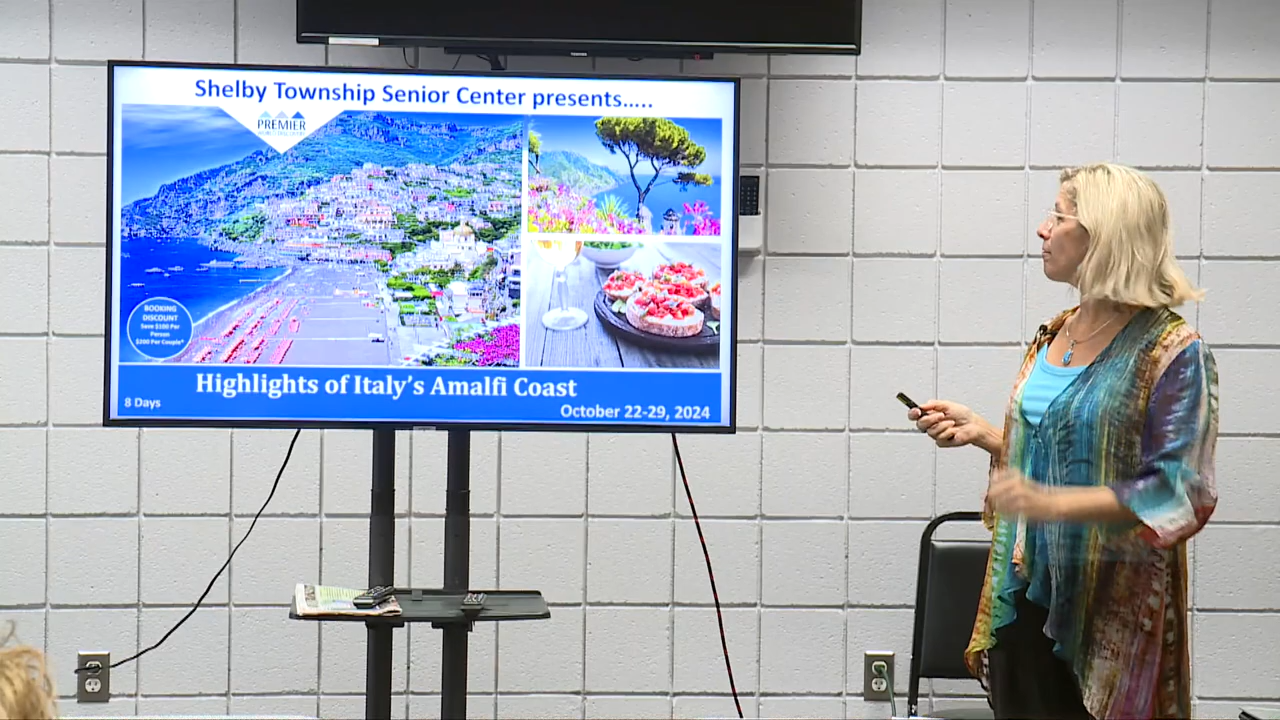 Shelby Township Senior Center presents.....
PREMIER
BOOKING
DISCOUNT
Save $100 Per
Person
$200 Per Couple*
Highlights of Italy's Amalfi Coast
8 Days
October 22-29, 2024